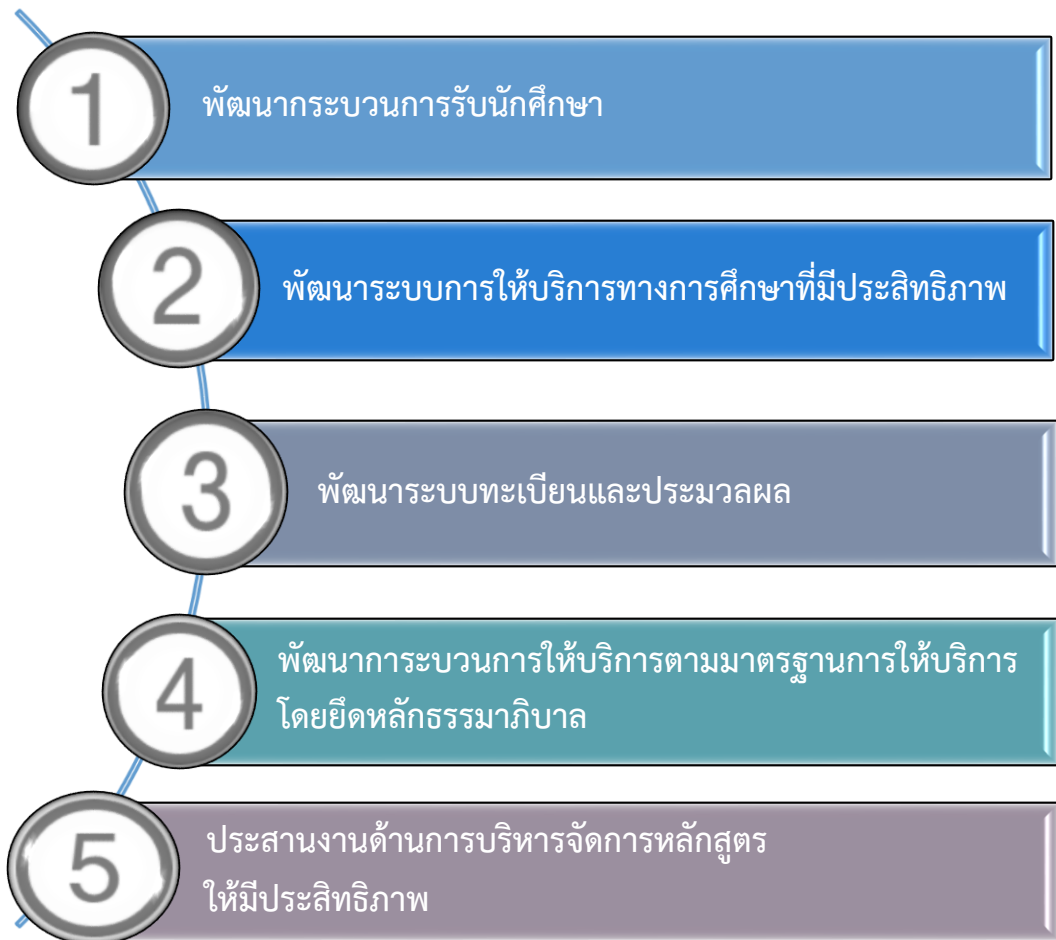 1
พัฒนากระบวนการรับนักศึกษา
2
พัฒนาระบบการให้บริการทางการศึกษาที่มีประสิทธิภาพ
3
พัฒนาระบบทะเบียนและประมวลผล
4
พัฒนาการะบวนการให้บริการตามมาตรฐานการให้บริการ
โดยยึดหลักธรรมาภิบาล
5
ประสานงานด้านการบริหารจัดการหลักสูตร
ให้มีประสิทธิภาพ